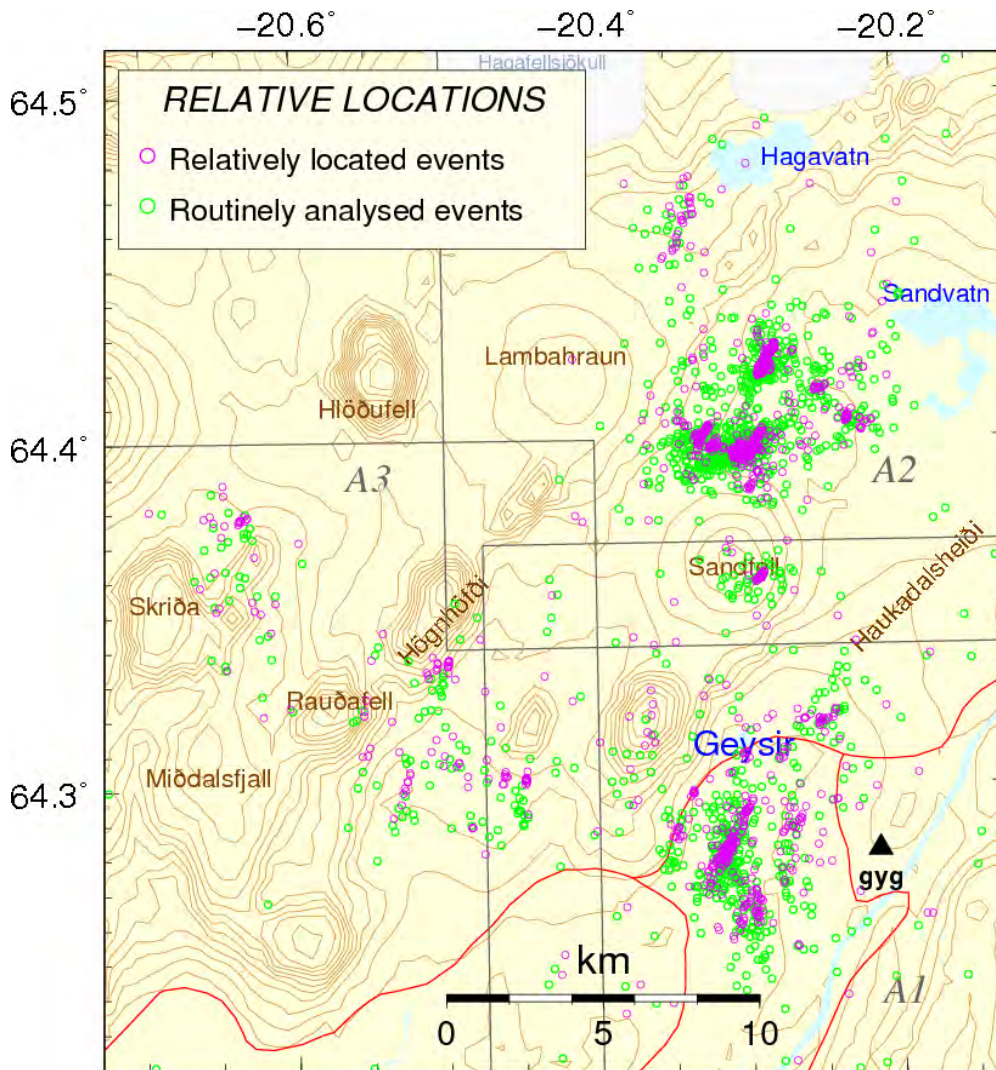 −20.6˚ −20.4˚ −20.2˚
Hagafellsjökull
64.5˚
RELATIVE LOCATIONS
Relatively located events
Routinely analysed events
Hagavatn
Sandvatn
Lambahraun
Hlöðufell
64.4˚
A3
A2
Sandfell
Skriða
Högnhöfði
Haukadalsheiði
Rauðafell
Geysir
Miðdalsfjall
64.3˚
gyg
km
A1
0 5 10